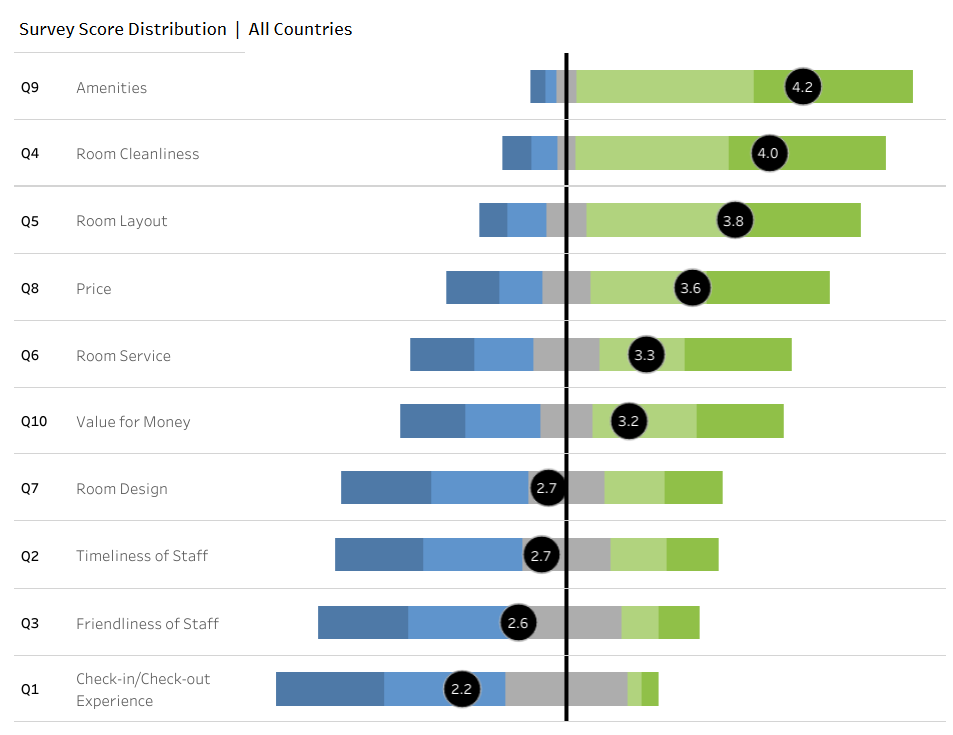 Survey Score Distribution | All Countries
Q9 Amenities 4.2
Q4 Room Cleanliness 4.0
Q5 Room Layout 3.8
Q8 Price 3.6
Q6 Room Service 3.3
Q10 Value for Money 3.2
Q7 Room Design 2.7
Q2 Timeliness of Staff 2.7
Q3 Friendliness of Staff 2.6
Q1 Check-in/Check-out 2.2
Experience